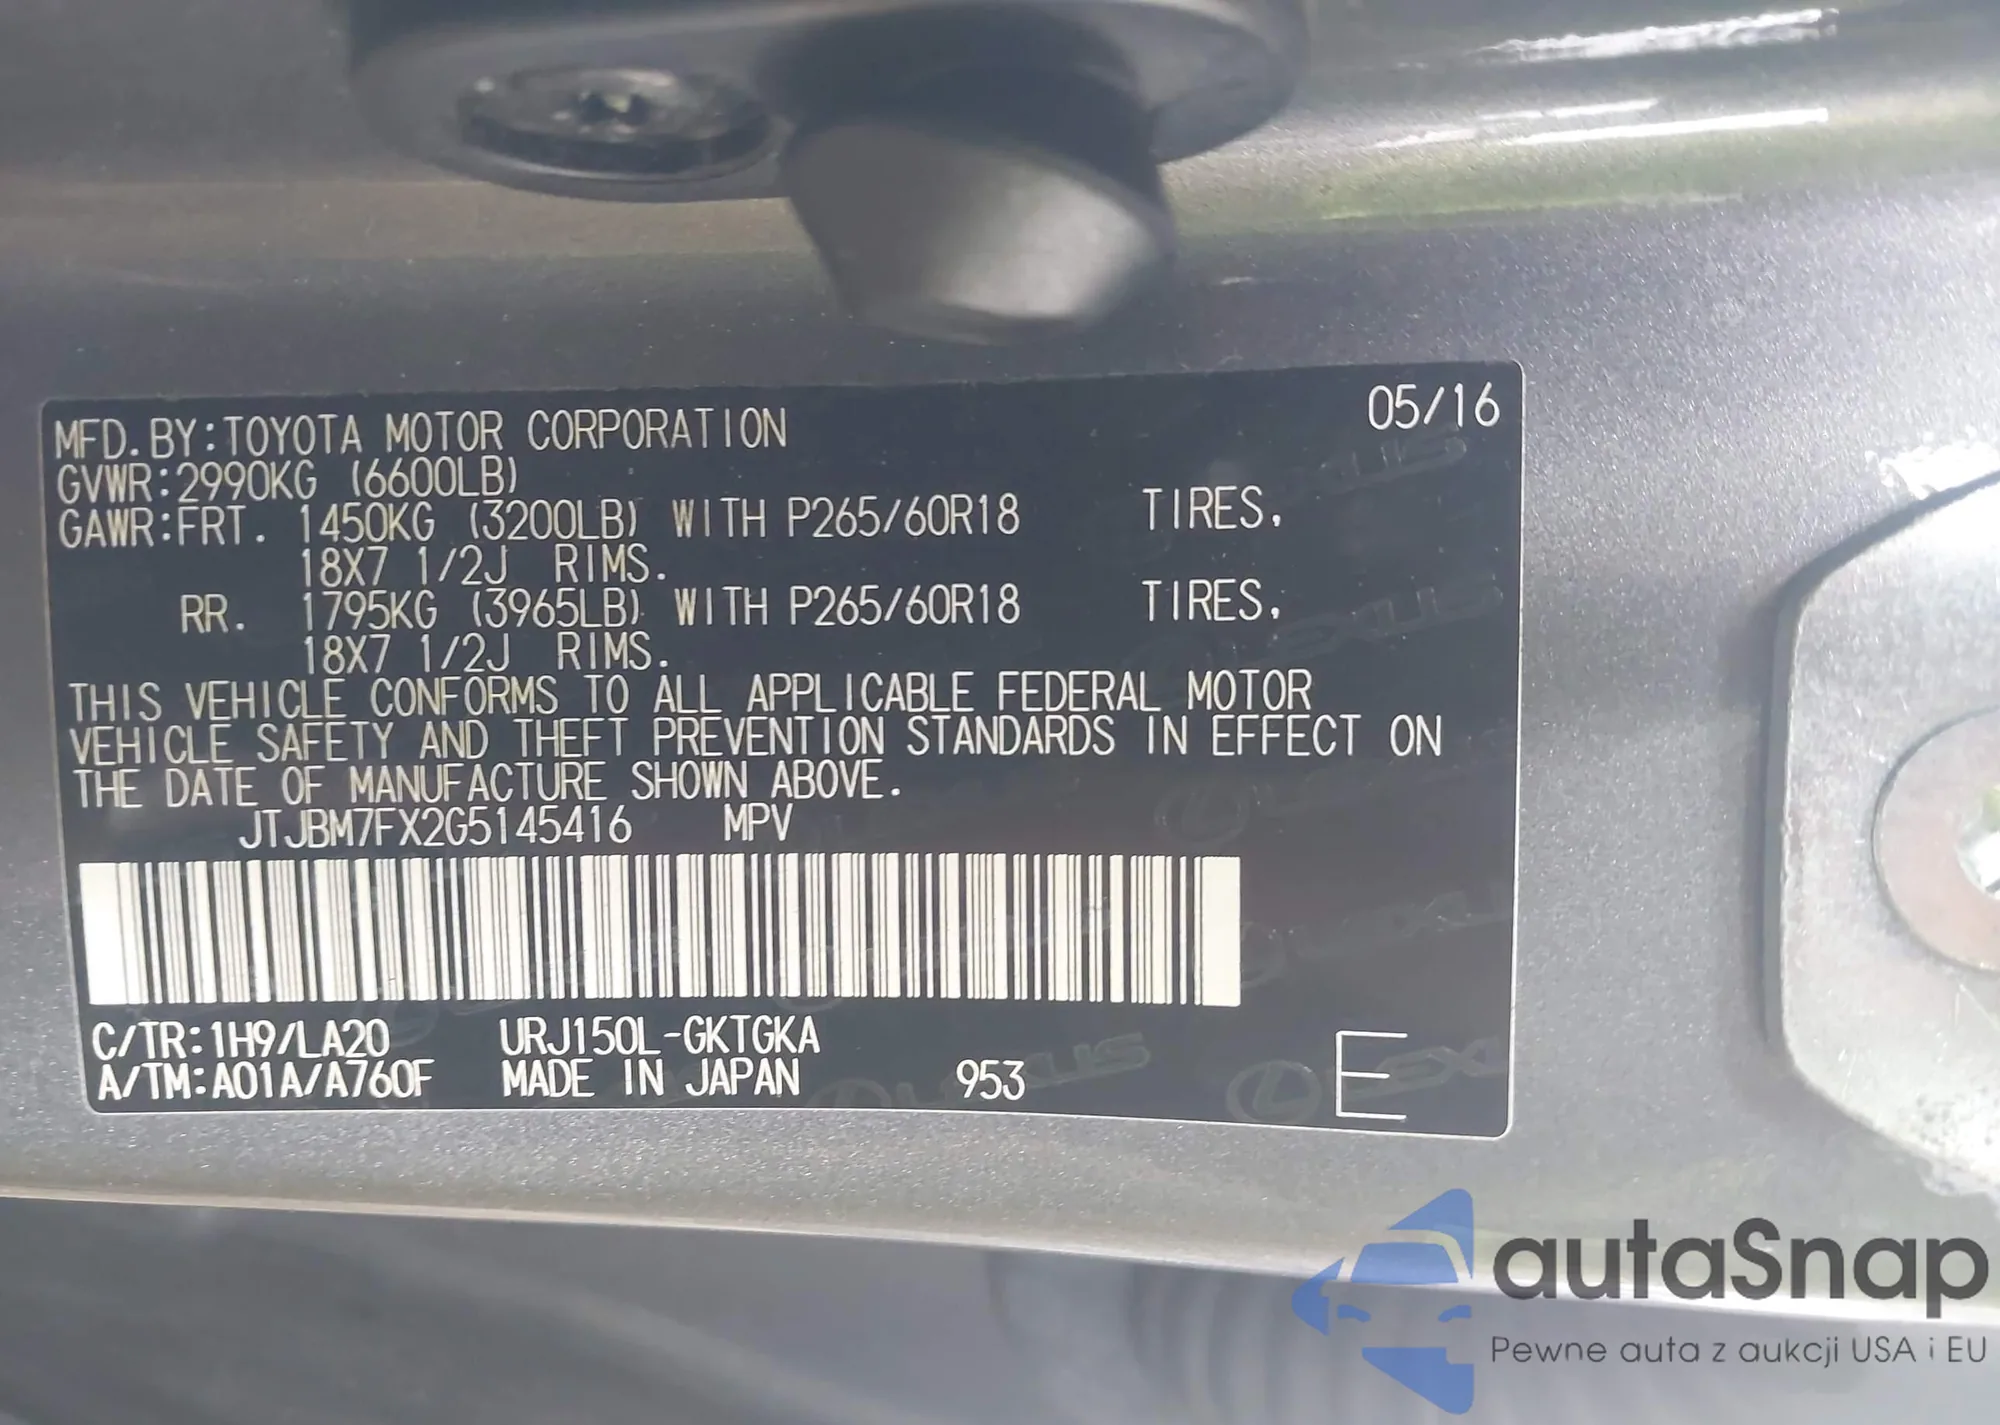 05/16
MFD.BY:TOYOTA MOTOR CORPORATION
GVWR:2990KG (6600LB)
GAWR:FRT. 1450KG (3200LB) WITH P265/60R18 TIRES,
18X7 1/2J RIMS.
RR. 1795KG (3965LB) WITH P265/60R18 TIRES,
18X7 1/2J RIMS.
THIS VEHICLE CONFORMS TO ALL APPLICABLE FEDERAL MOTOR
VEHICLE SAFETY AND THEFT PREVENTION STANDARDS IN EFFECT ON
THE DATE OF MANUFACTURE SHOWN ABOVE.
JTJBM7FX2G5145416 MPV
C/TR:1H9/LA20 URJ150L-GKTGKA
A/TM:A01A/A760F MADE IN JAPAN 953 E
autaSnap
Pewne auta z aukcji USA i EU